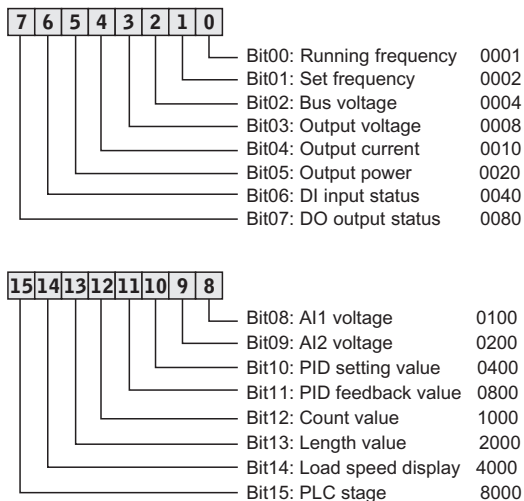 7 6 5 4 3 2 1 0
Bit00: Running frequency 0001
Bit01: Set frequency 0002
Bit02: Bus voltage 0004
Bit03: Output voltage 0008
Bit04: Output current 0010
Bit05: Output power 0020
Bit06: DI input status 0040
Bit07: DO output status 0080
15 14 13 12 11 10 9 8
Bit08: AI1 voltage 0100
Bit09: AI2 voltage 0200
Bit10: PID setting value 0400
Bit11: PID feedback value 0800
Bit12: Count value 1000
Bit13: Length value 2000
Bit14: Load speed display 4000
Bit15: PLC stage 8000